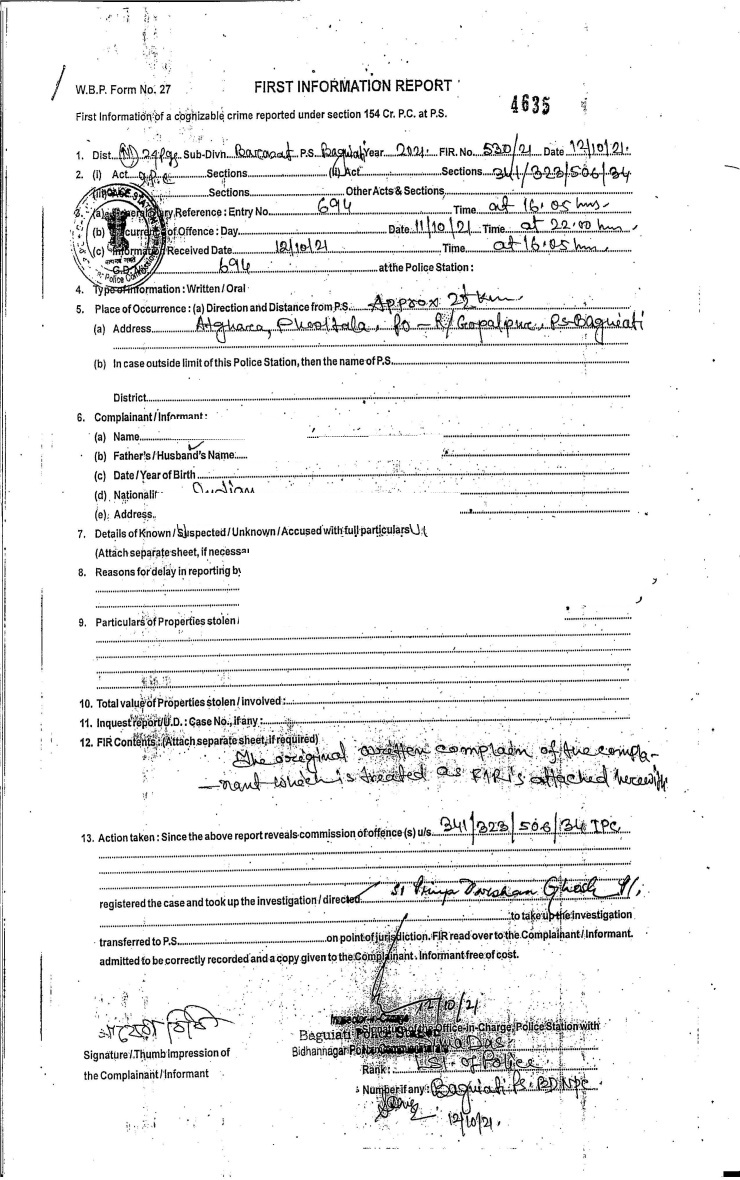 W.B.P. Form No. 27 FIRST INFORMATION REPORT
4635
First Information of a cognizable crime reported under section 154 Cr. P.C. at P.S.
1. Dist. (N) 24 Pgs Sub-Divn. Barasat P.S. Baguiati Year 2021 FIR. No. 530/21 Date 12/10/21.
2. (I) Act I.P.C Sections (II) Act Sections 341/323/506/34
Sections Other Acts & Sections
3. (a) General Diary Reference : Entry No. 694 Time at 16.05 hrs
(b) Occurrence of Offence : Day Date 11/10/21 Time at 22.00 hrs
(c) Information Received Date 12/10/21 Time at 16.05 hrs
694 at the Police Station :
4. Type of Information : Written / Oral
5. Place of Occurrence : (a) Direction and Distance from P.S. Approx 2½ Km.
(a) Address Atghara, PO - R/Gopalpur, PS-Baguiati
(b) In case outside limit of this Police Station, then the name of P.S.
District
6. Complainant / Informant :
(a) Name
(b) Father's / Husband's Name:
(c) Date / Year of Birth
(d) Nationalit Indian
(e) Address.
7. Details of Known / Suspected / Unknown / Accused with full particulars
(Attach separate sheet, if necessa
8. Reasons for delay in reporting by
9. Particulars of Properties stolen /
10. Total value of Properties stolen / involved :
11. Inquest report/U.D. : Case No., if any :
12. FIR Contents : (Attach separate sheet, if required)
The original written complain of the compla-
-nant which is treated as FIR is attached herewith
13. Action taken : Since the above report reveals commission of offence (s) u/s. 341/323/506/34 IPC
registered the case and took up the investigation / directed SI Priya Darshan Ghosh
to take up the Investigation
transferred to P.S. on point of jurisdiction. FIR read over to the Complainant / Informant.
admitted to be correctly recorded and a copy given to the Complainant. Informant free of cost.
12/10/21
Inspector-in-Charge
Baguiati Police Station
Signature of the Office-in-Charge, Police Station with
Bidhannagar Police Commissionerate
Signature / Thumb Impression of
the Complainant / Informant
Rank : SI of Police
Number if any : Baguiati PS. BDNPC
12/10/21.